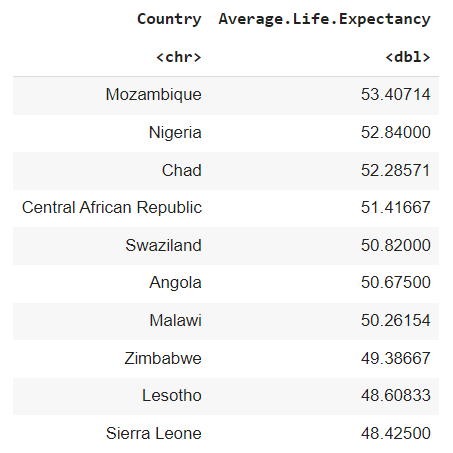 Country Average.Life.Expectancy
<chr> <dbl>
Mozambique 53.40714
Nigeria 52.84000
Chad 52.28571
Central African Republic 51.41667
Swaziland 50.82000
Angola 50.67500
Malawi 50.26154
Zimbabwe 49.38667
Lesotho 48.60833
Sierra Leone 48.42500